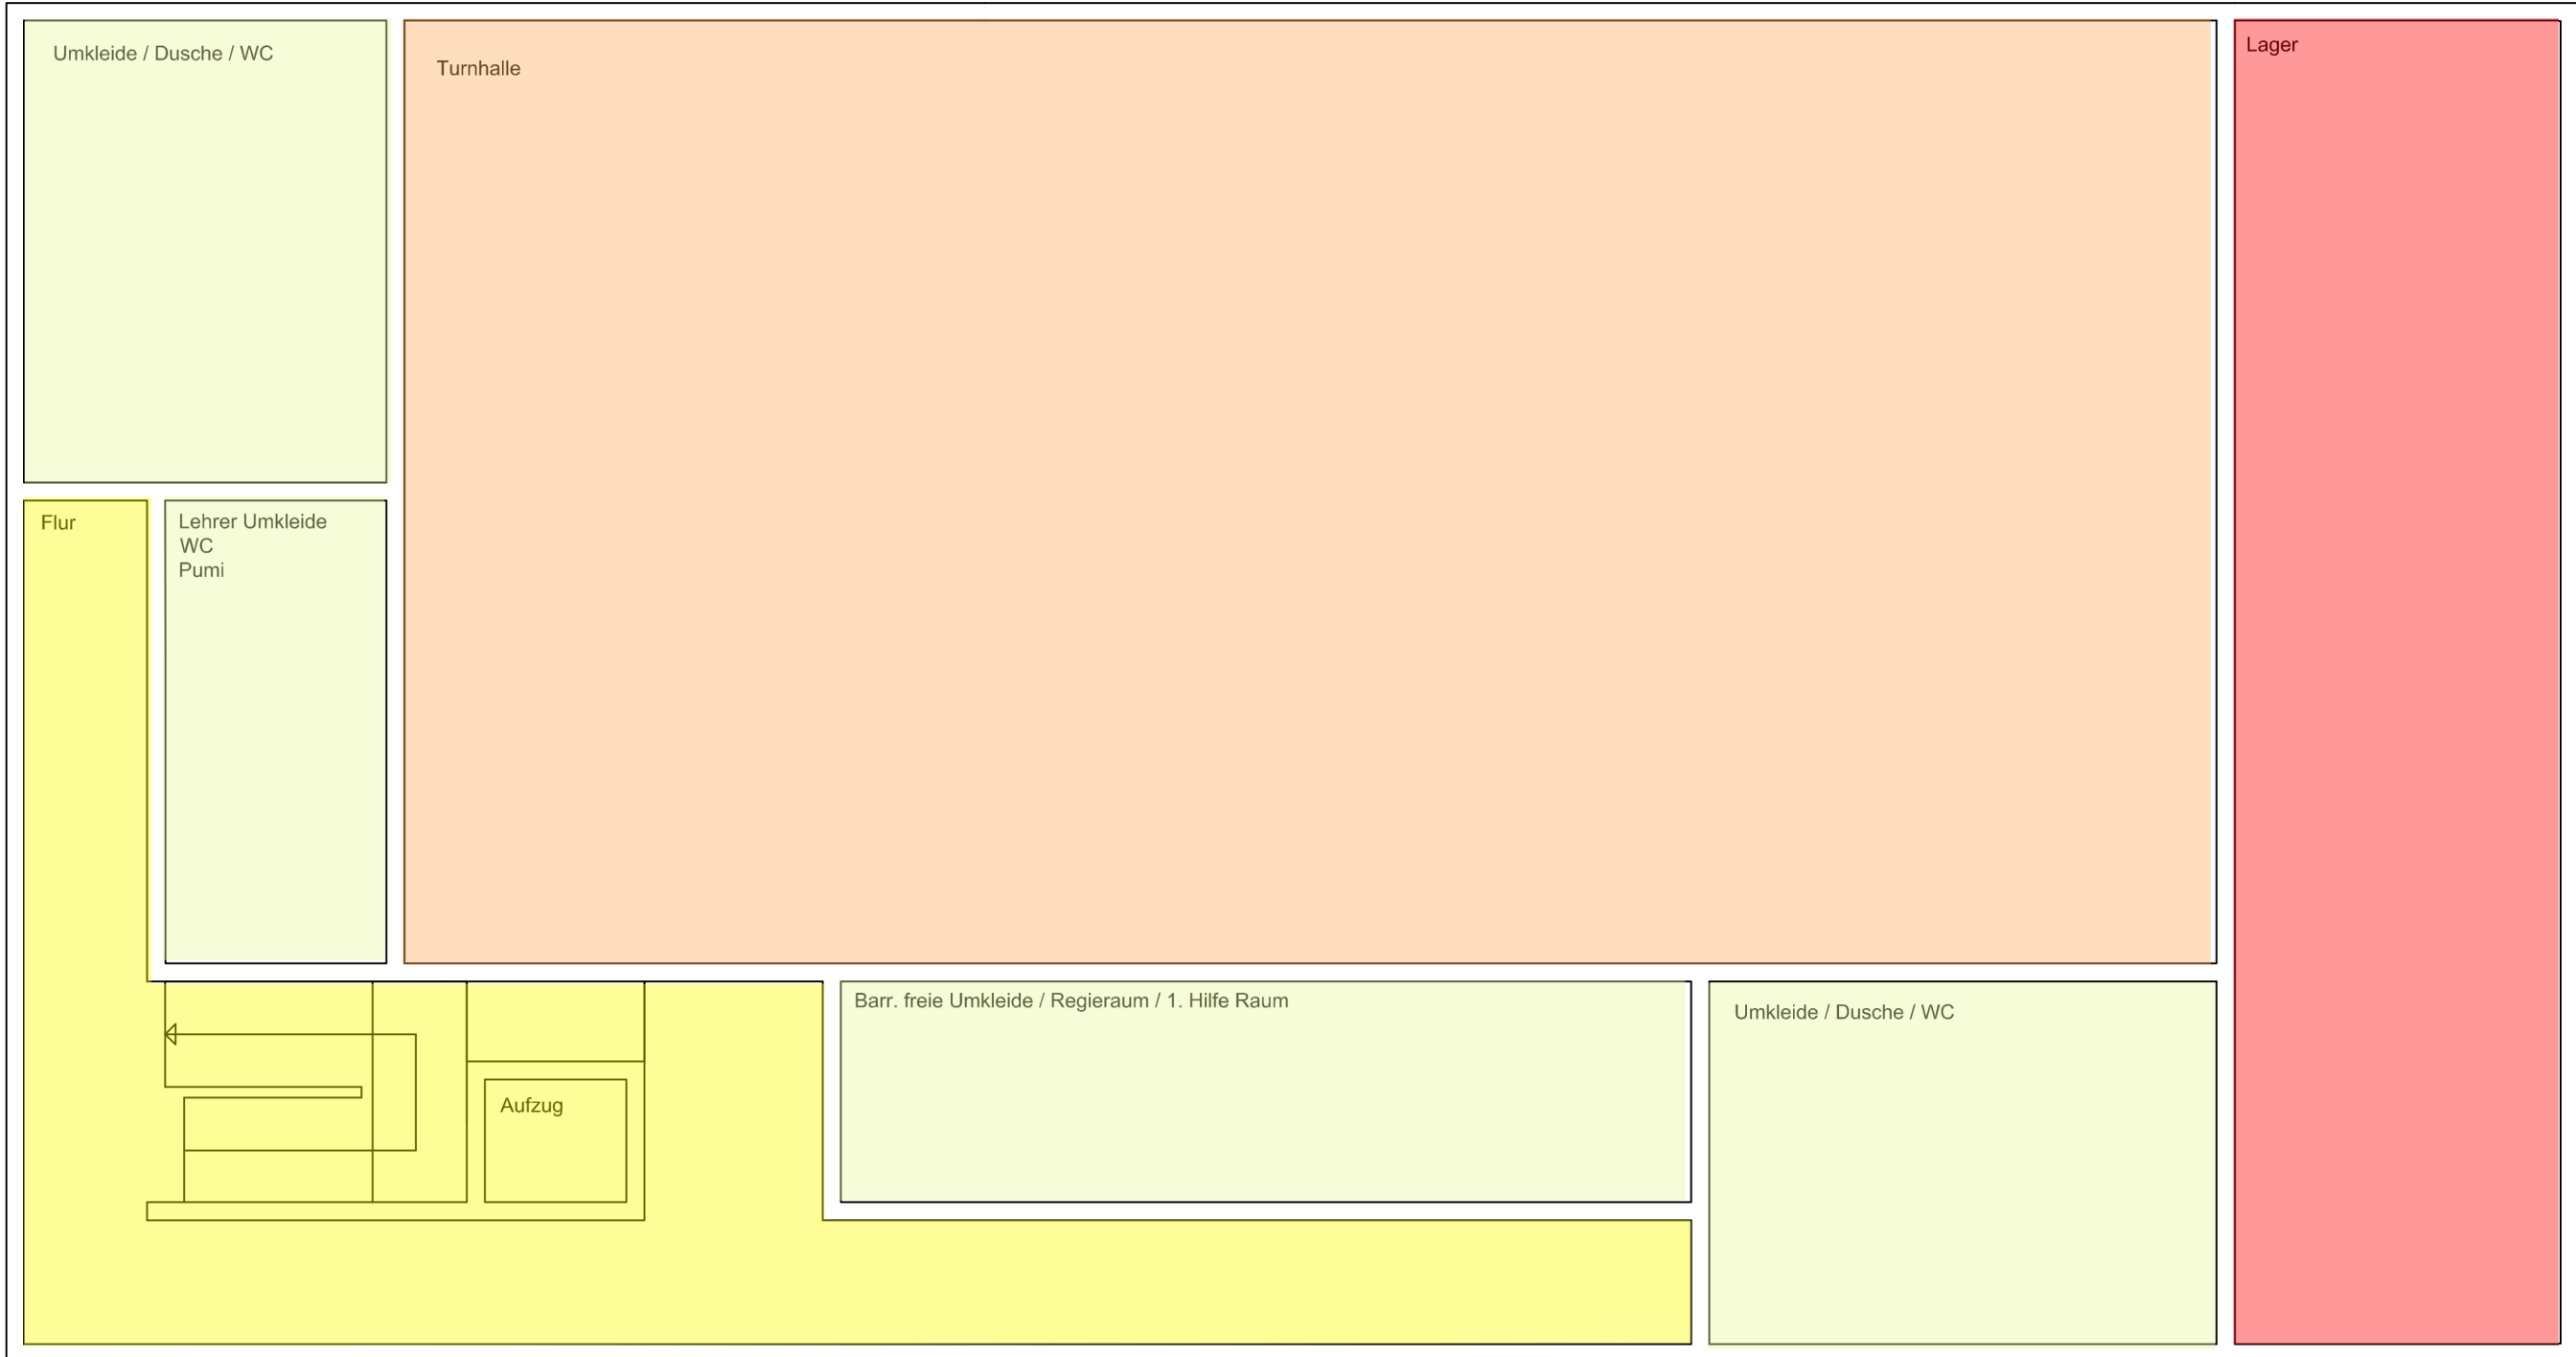 Umkleide / Dusche / WC
Turnhalle
Lager
Flur
Lehrer Umkleide
WC
Pumi
Barr. freie Umkleide / Regieraum / 1. Hilfe Raum
Umkleide / Dusche / WC
Aufzug